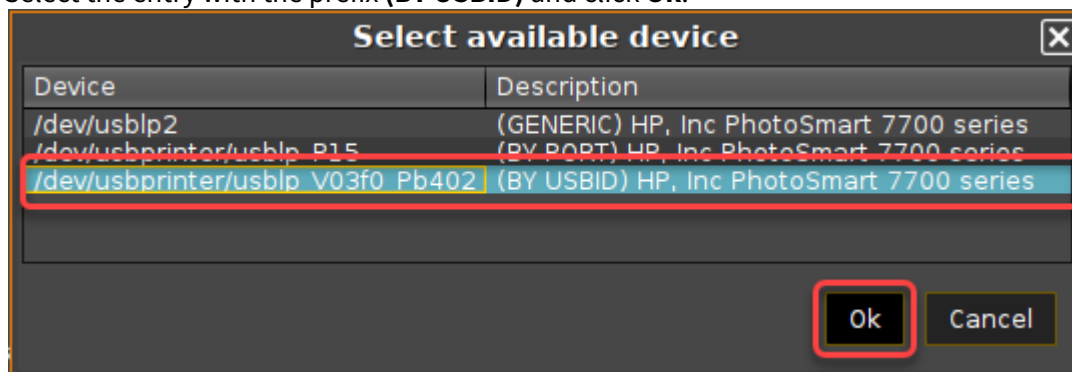 Select the entry with the prefix (BY USBID) and click Ok.
Select available device
Device Description
/dev/usblp2 (GENERIC) HP, Inc PhotoSmart 7700 series
/dev/usbprinter/usblp_P15 (BY PORT) HP, Inc PhotoSmart 7700 series
/dev/usbprinter/usblp_V03f0_Pb402 (BY USBID) HP, Inc PhotoSmart 7700 series
Ok Cancel